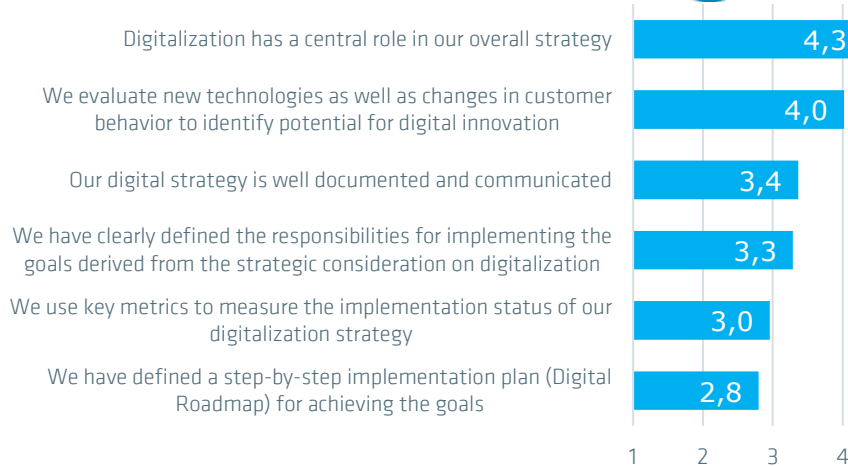 Digitalization has a central role in our overall strategy
4,3
We evaluate new technologies as well as changes in customer
behavior to identify potential for digital innovation
4,0
Our digital strategy is well documented and communicated
3,4
We have clearly defined the responsibilities for implementing the
goals derived from the strategic consideration on digitalization
3,3
We use key metrics to measure the implementation status of our
digitalization strategy
3,0
We have defined a step-by-step implementation plan (Digital
Roadmap) for achieving the goals
2,8
1 2 3 4